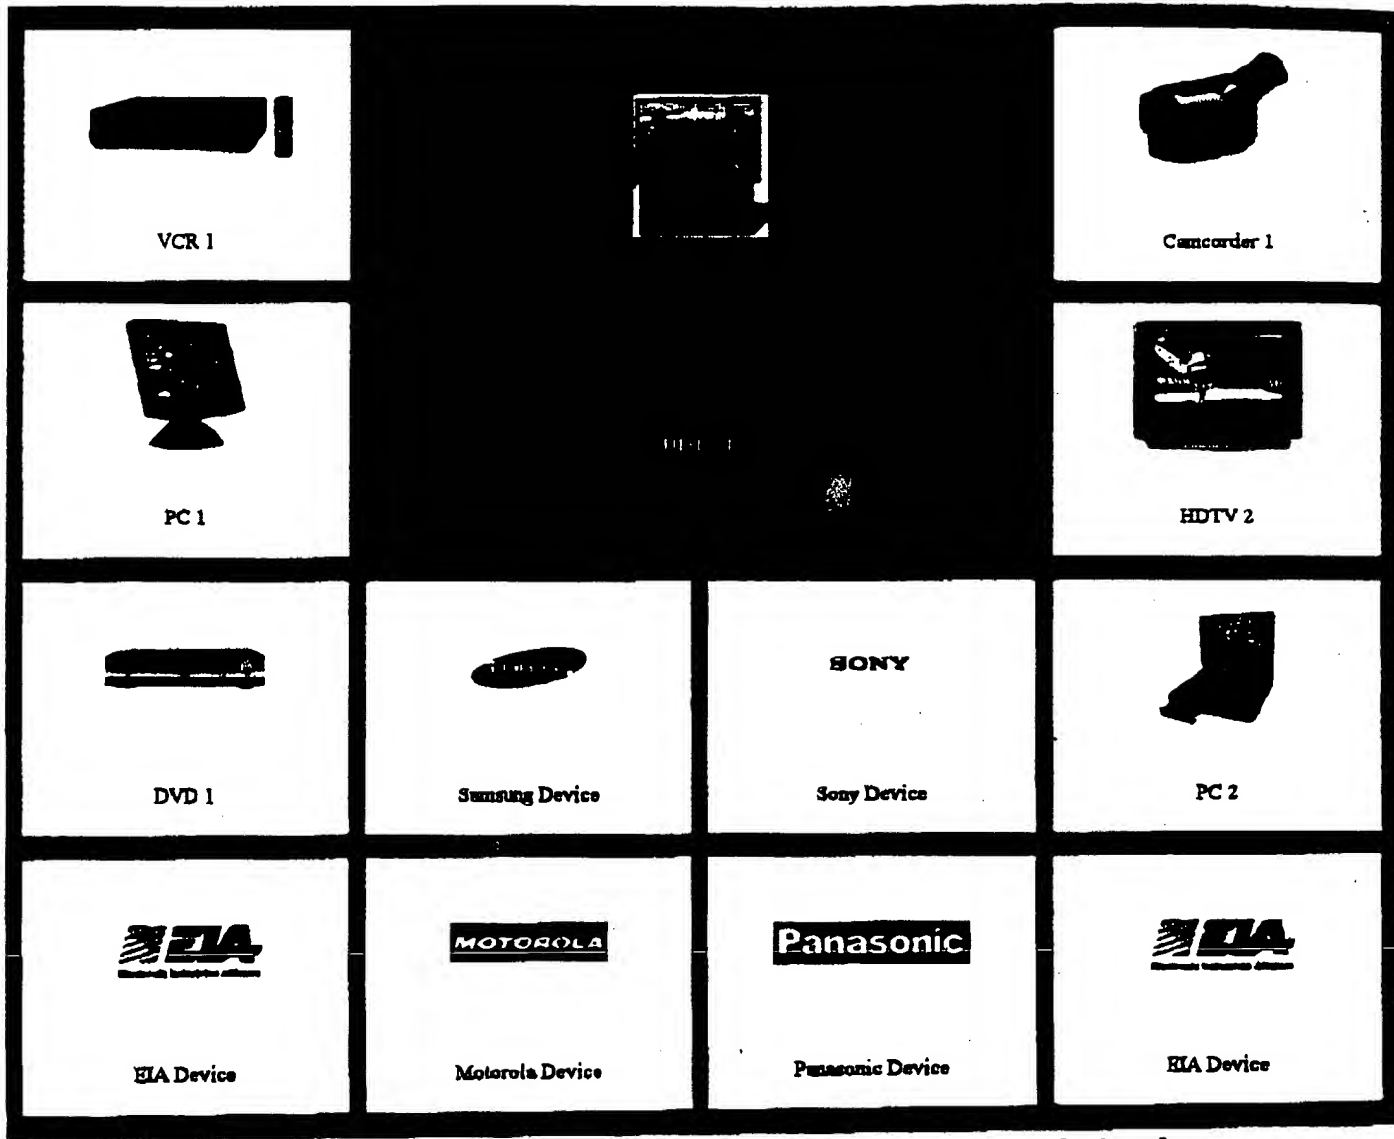 VCR 1
Camcorder 1
PC 1
HDTV 2
SONY
DVD 1
Samsung Device
Sony Device
PC 2
EIA
MOTOROLA
Panasonic
EIA
EIA Device
Motorola Device
Panasonic Device
EIA Device